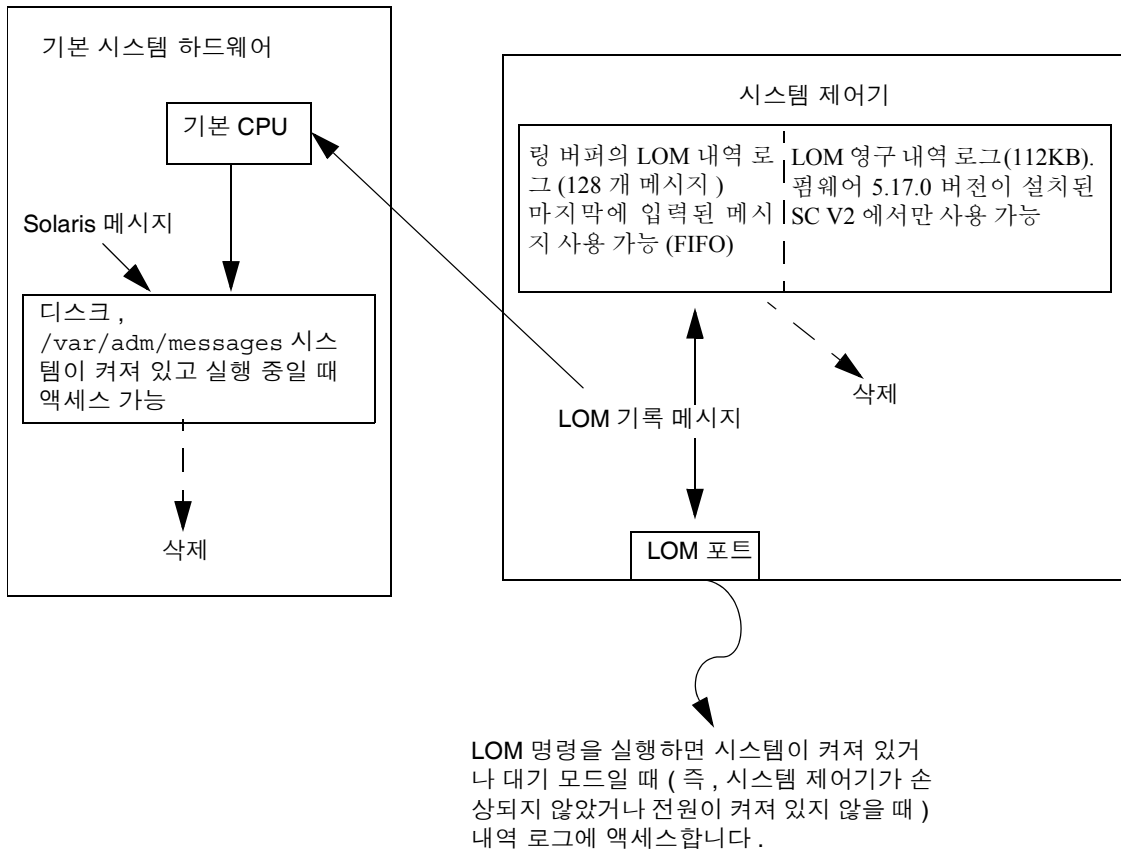 기본 시스템 하드웨어
기본 CPU
Solaris 메시지
디스크 ,
/var/adm/messages 시스
템이 켜져 있고 실행 중일 때
액세스 가능
삭제
시스템 제어기
링 버퍼의 LOM 내역 로
그 (128 개 메시지 )
마지막에 입력된 메시
지 사용 가능 (FIFO)
LOM 영구 내역 로그(112KB).
펌웨어 5.17.0 버전이 설치된
SC V2 에서만 사용 가능
삭제
LOM 기록 메시지
LOM 포트
LOM 명령을 실행하면 시스템이 켜져 있거
나 대기 모드일 때 ( 즉 , 시스템 제어기가 손
상되지 않았거나 전원이 켜져 있지 않을 때 )
내역 로그에 액세스합니다 .